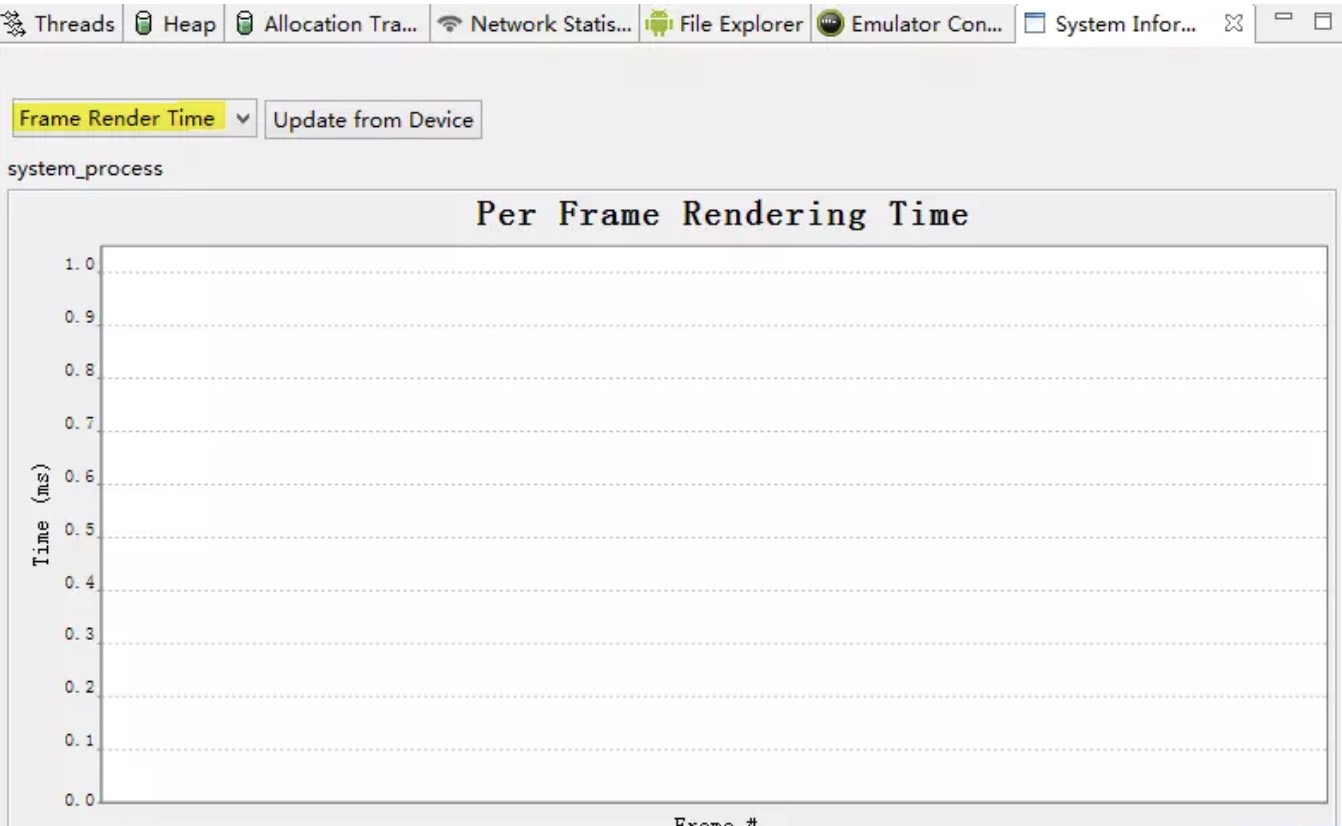 Threads Heap Allocation Tra... Network Statis... File Explorer Emulator Con... System Infor...
Frame Render Time Update from Device
system_process
Per Frame Rendering Time
1.0
0.9
0.8
0.7
0.6
0.5
0.4
0.3
0.2
0.1
0.0
Time (ms)
Frame #